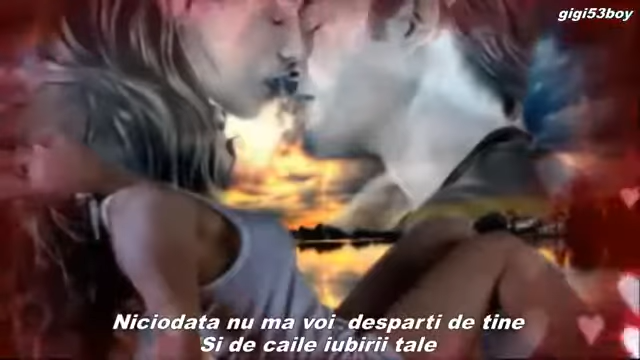 gigi53boy
Niciodata nu ma voi  desparti de tine
Si de caile iubirii tale